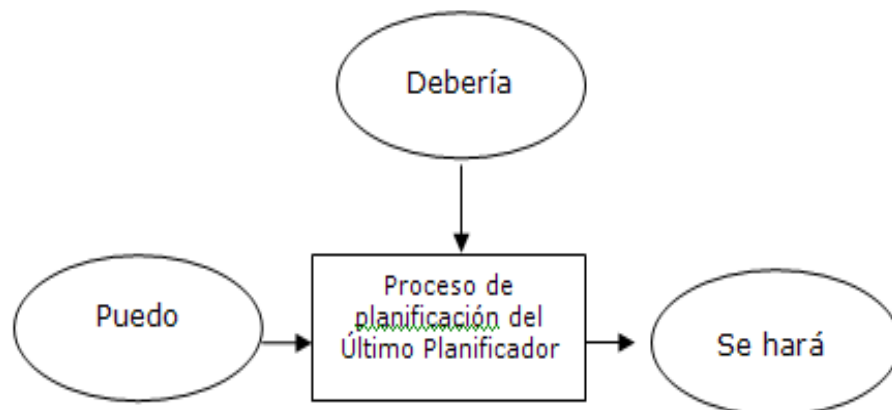 Debería
Puedo
Proceso de
planificación del
Último Planificador
Se hará